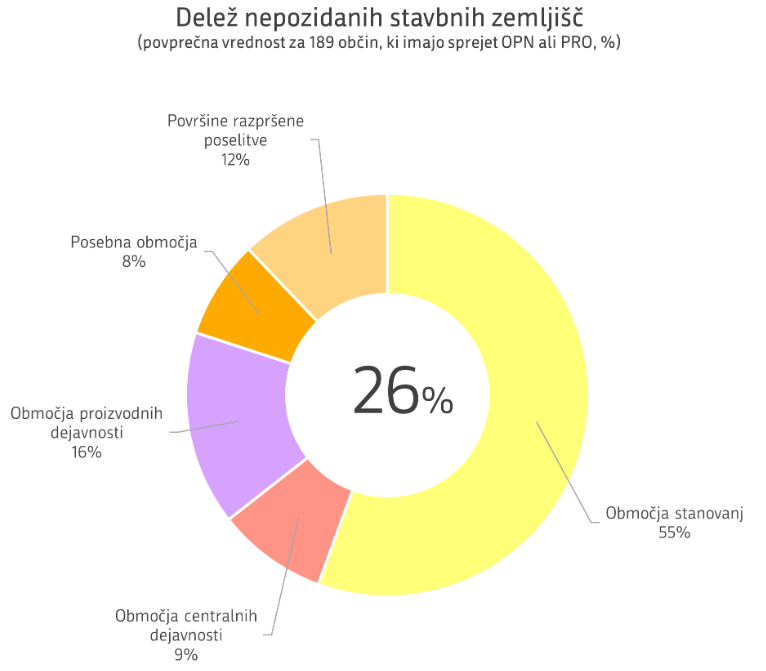 Delež nepozidanih stavbnih zemljišč
(povprečna vrednost za 189 občin, ki imajo sprejet OPN ali PRO, %)
Površine razpršene
poselitve
12%
Posebna območja
8%
26%
Območja proizvodnih
dejavnosti
16%
Območja stanovanj
55%
Območja centralnih
dejavnosti
9%